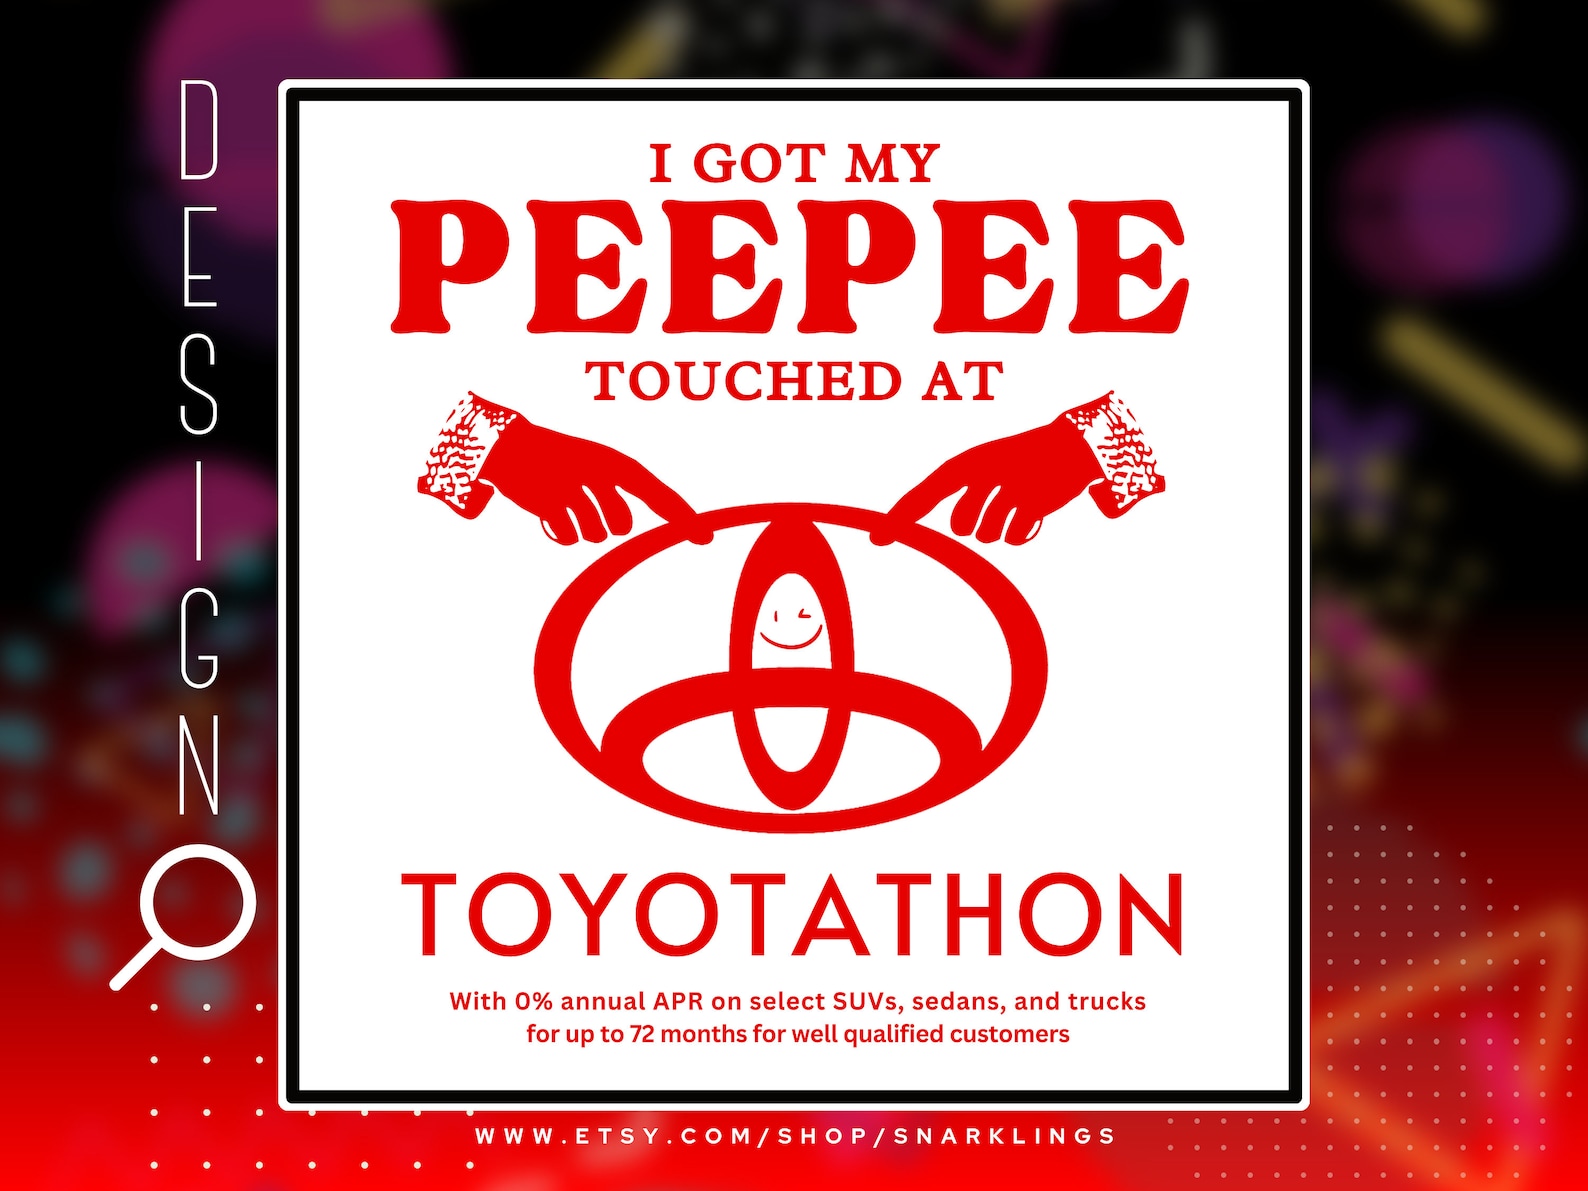 DESIGN
I GOT MY
PEEPEE
TOUCHED AT
TOYOTATHON
With 0% annual APR on select SUVs, sedans, and trucks
for up to 72 months for well qualified customers
WWW.ETSY.COM/SHOP/SNARKLINGS